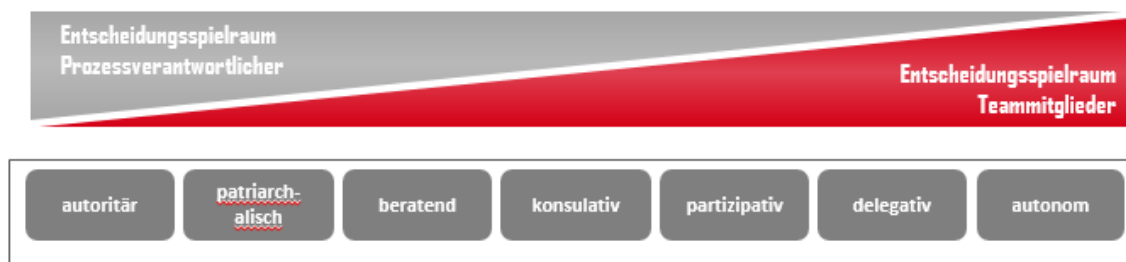 Entscheidungsspielraum
Prozessverantwortlicher
Entscheidungsspielraum
Teammitglieder
autoritär
patriarch-
alisch
beratend
konsulativ
partizipativ
delegativ
autonom